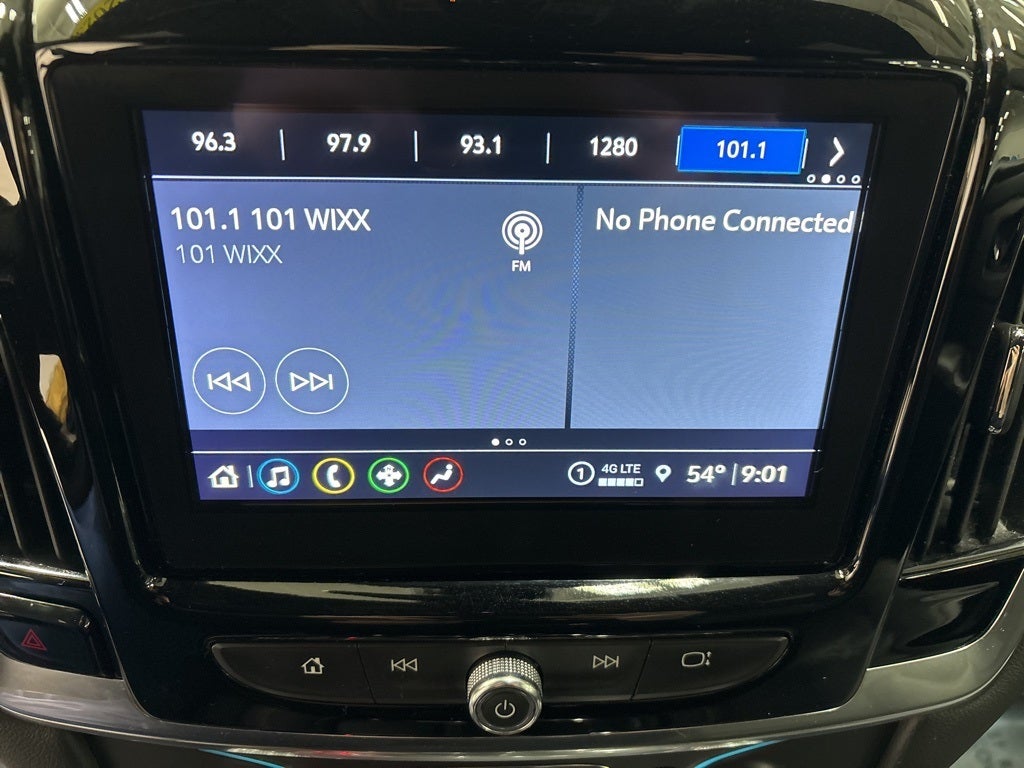 96.3 | 97.9 | 93.1 | 1280 101.1
101.1 101 WIXX
101 WIXX
FM
No Phone Connected
1 4G LTE 54° | 9:01